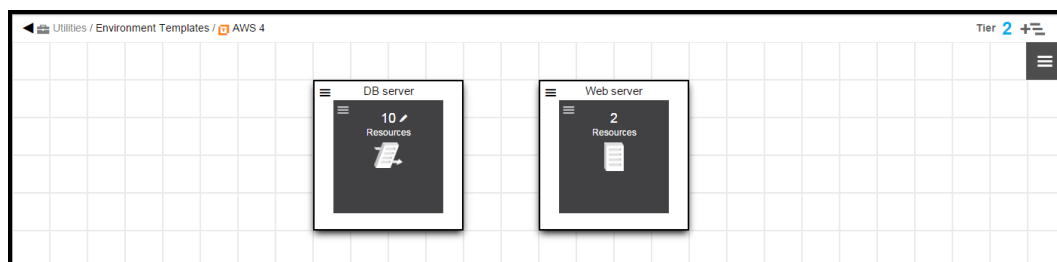 Utilities / Environment Templates / AWS 4
Tier 2
DB server
10
Resources
Web server
2
Resources